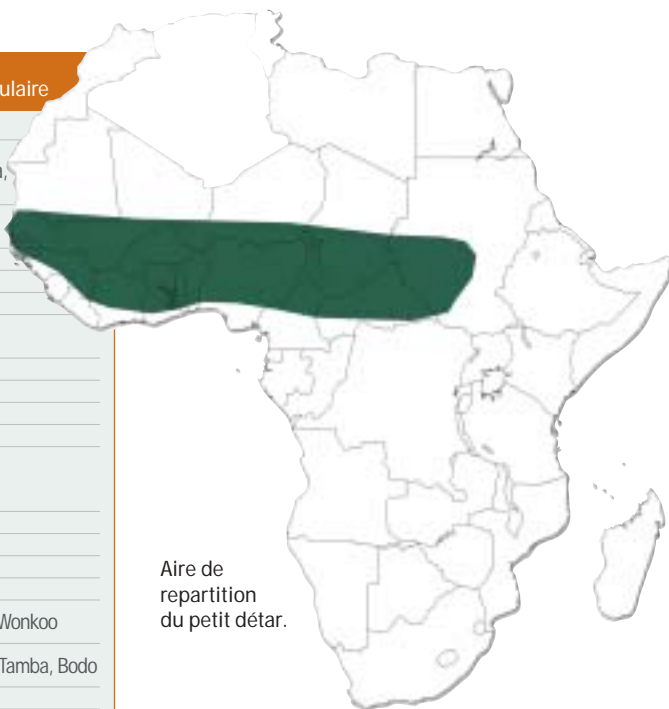 ulaire
Wonkoo
Tamba, Bodo
Aire de
repartition
du petit détar.